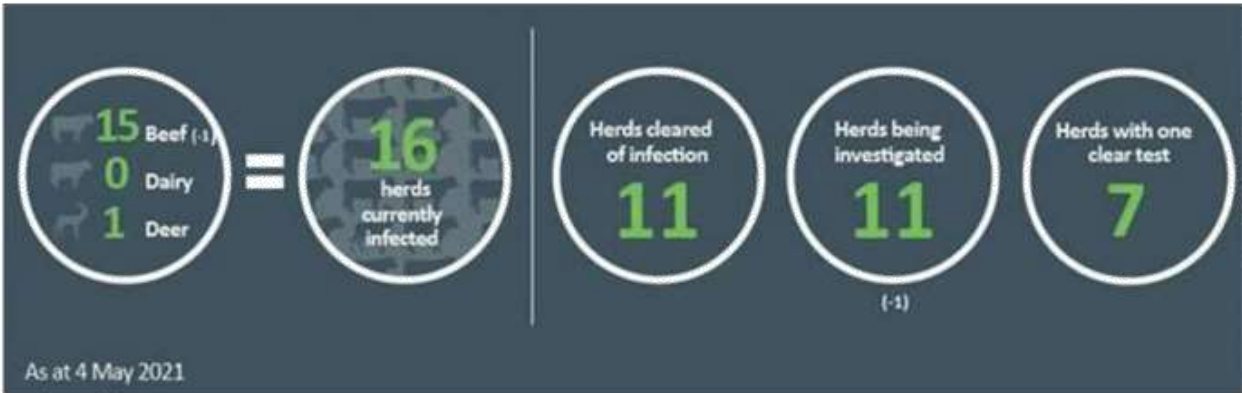 15 Beef (-1)
0 Dairy
1 Deer
=
16
herds
currently
infected
Herds cleared
of infection
11
Herds being
investigated
11
(-1)
Herds with one
clear test
7
As at 4 May 2021